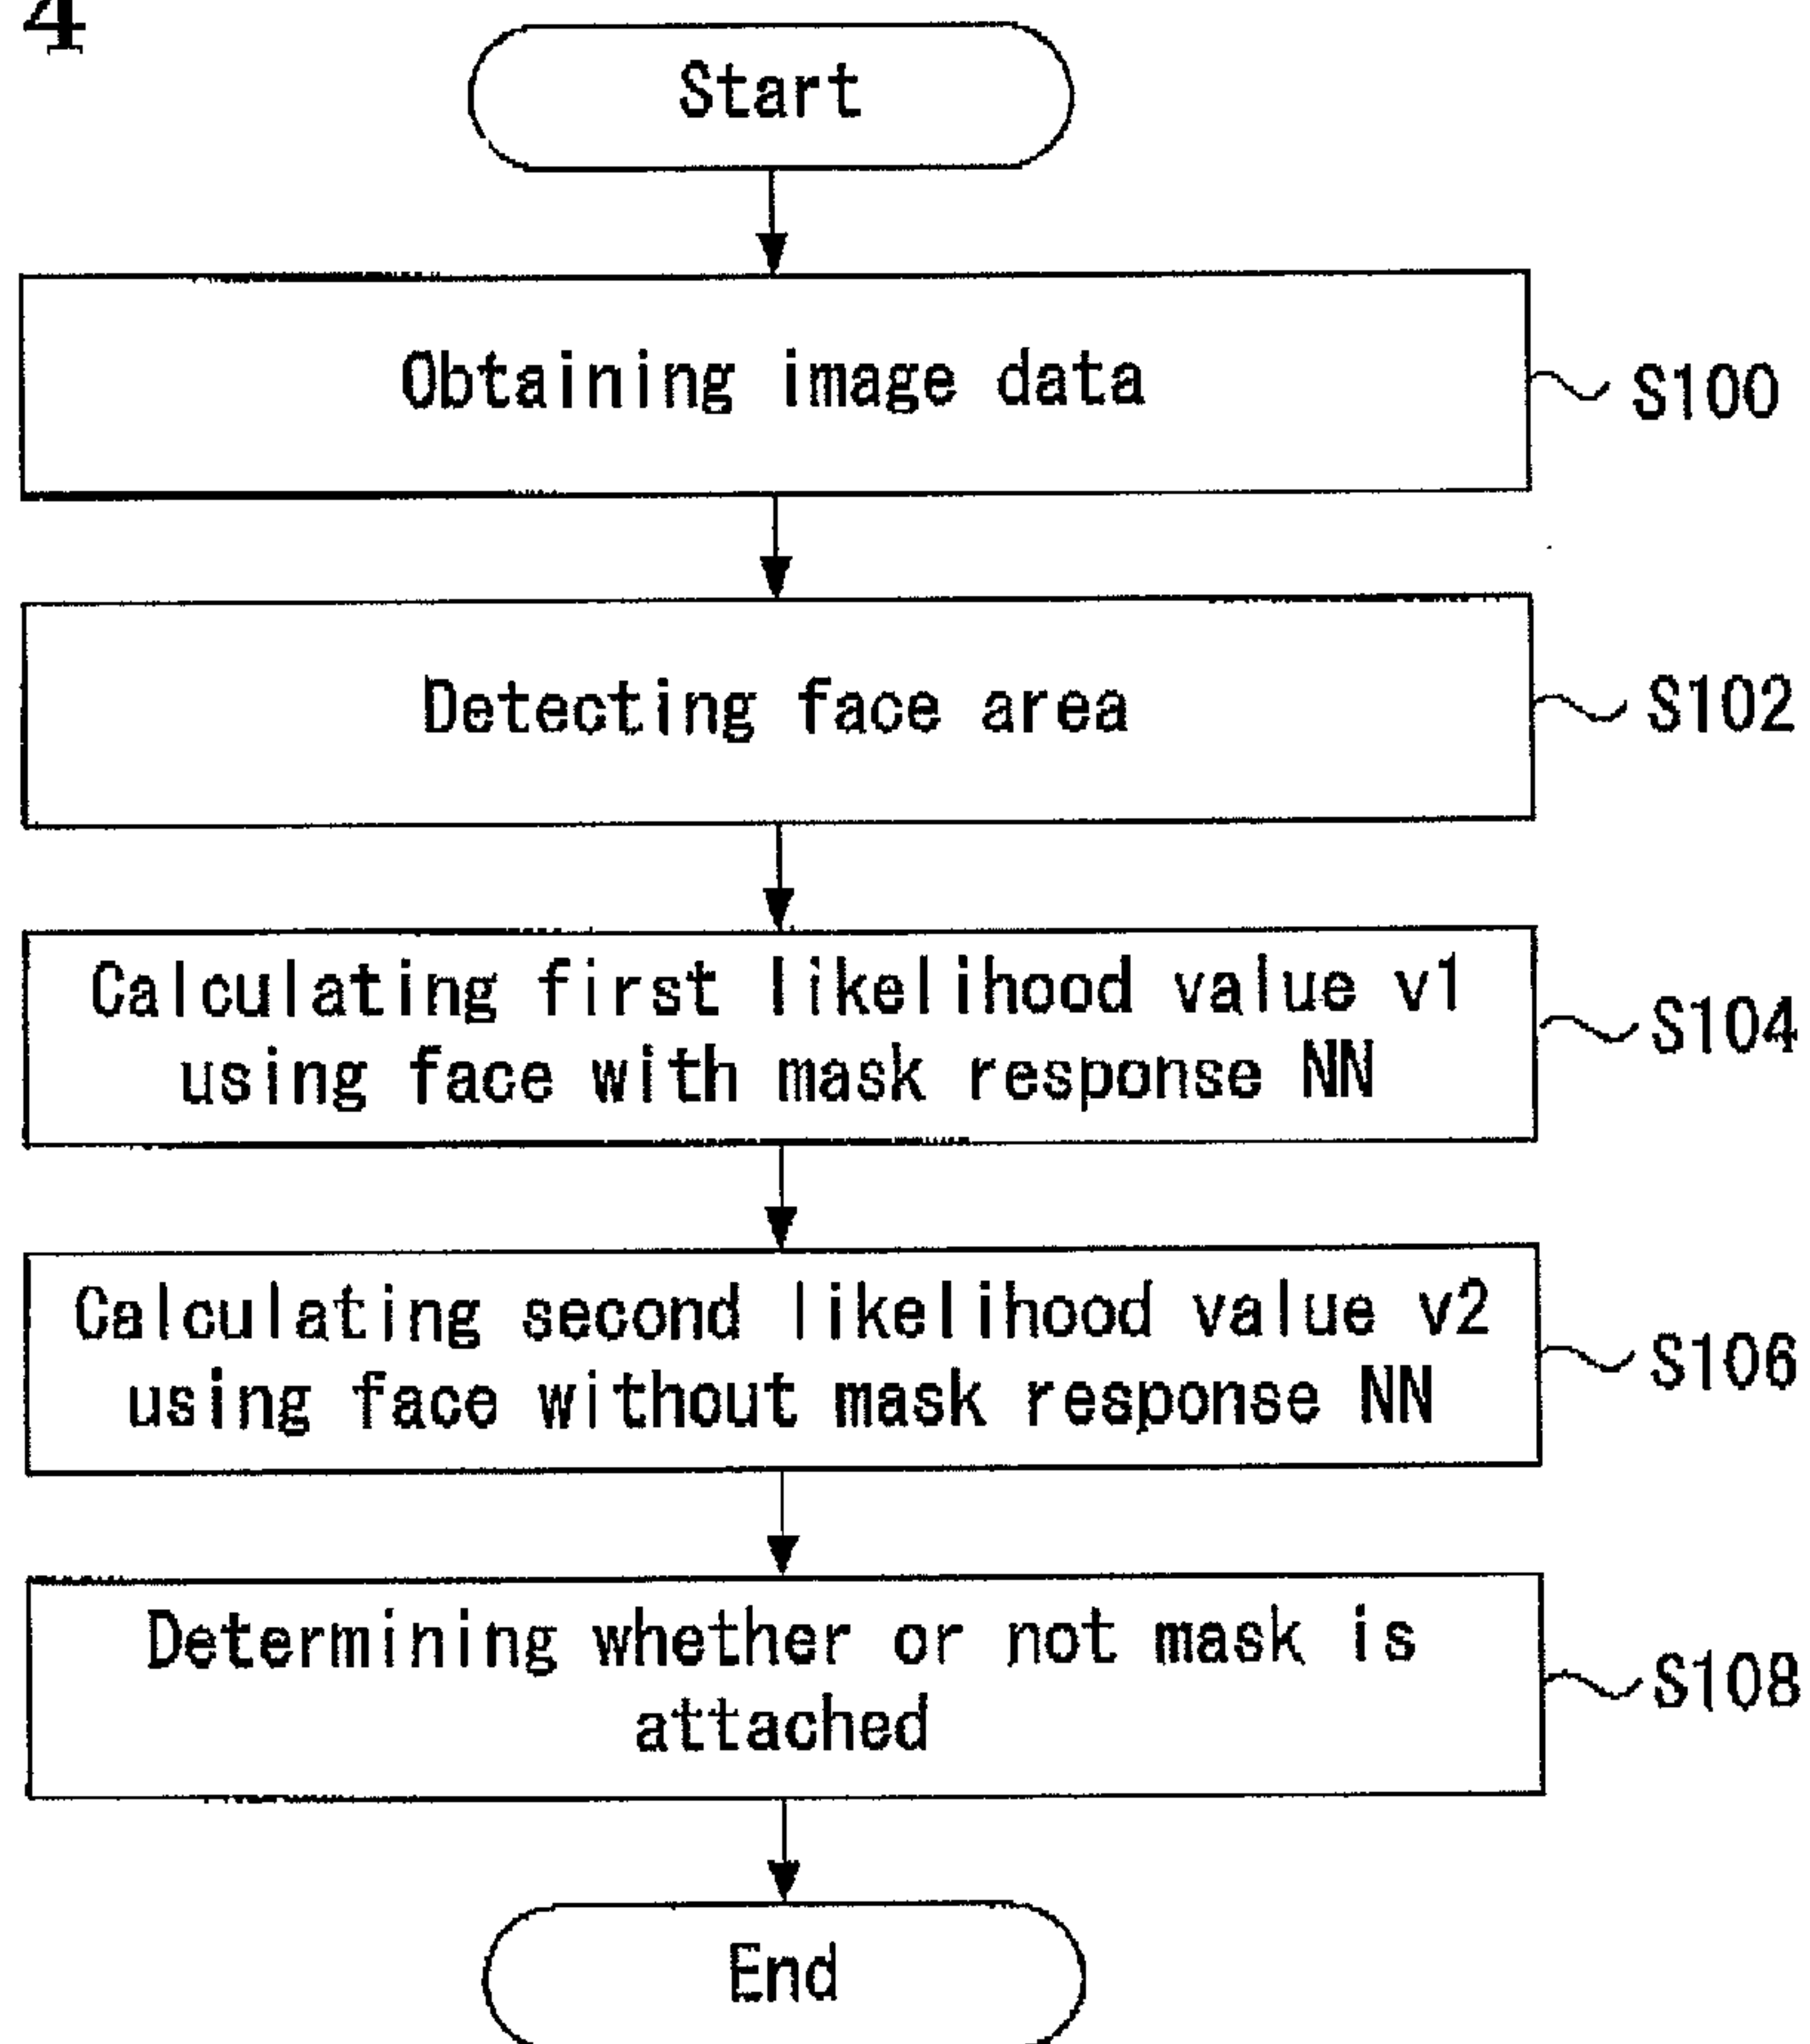 4
Start
Obtaining image data
S100
Detecting face area
S102
Calculating first likelihood value v1
using face with mask response NN
S104
Calculating second likelihood value v2
using face without mask response NN
S106
Determining whether or not mask is
attached
S108
End